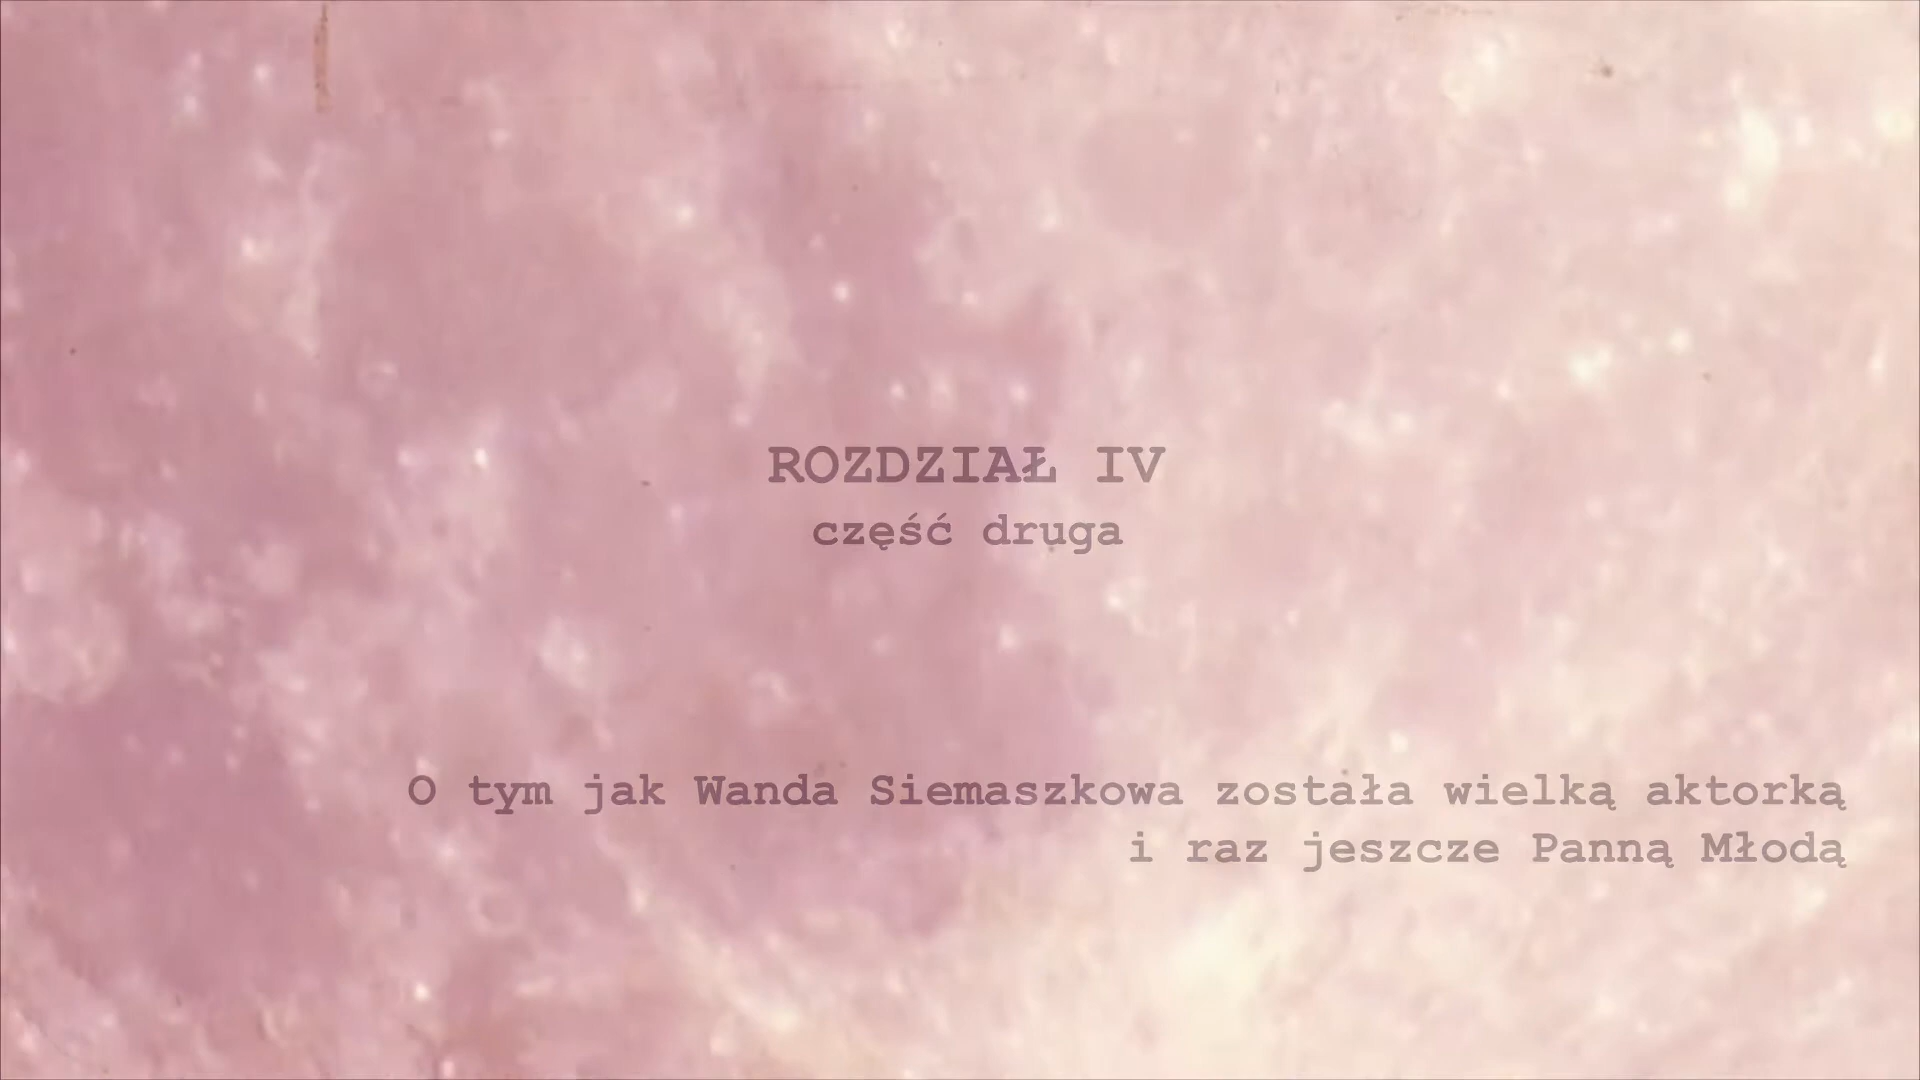 ROZDZIAŁ IV
część druga
O tym jak Wanda Siemaszkowa została wielką aktorką
i raz jeszcze Panną Młodą